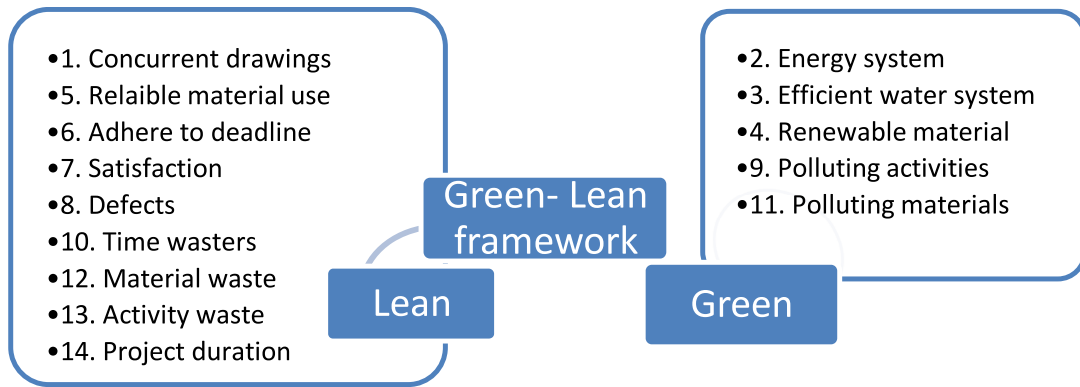 •1. Concurrent drawings
•5. Relaible material use
•6. Adhere to deadline
•7. Satisfaction
•8. Defects
•10. Time wasters
•12. Material waste
•13. Activity waste
•14. Project duration
Green- Lean
framework
Lean
•2. Energy system
•3. Efficient water system
•4. Renewable material
•9. Polluting activities
•11. Polluting materials
Green